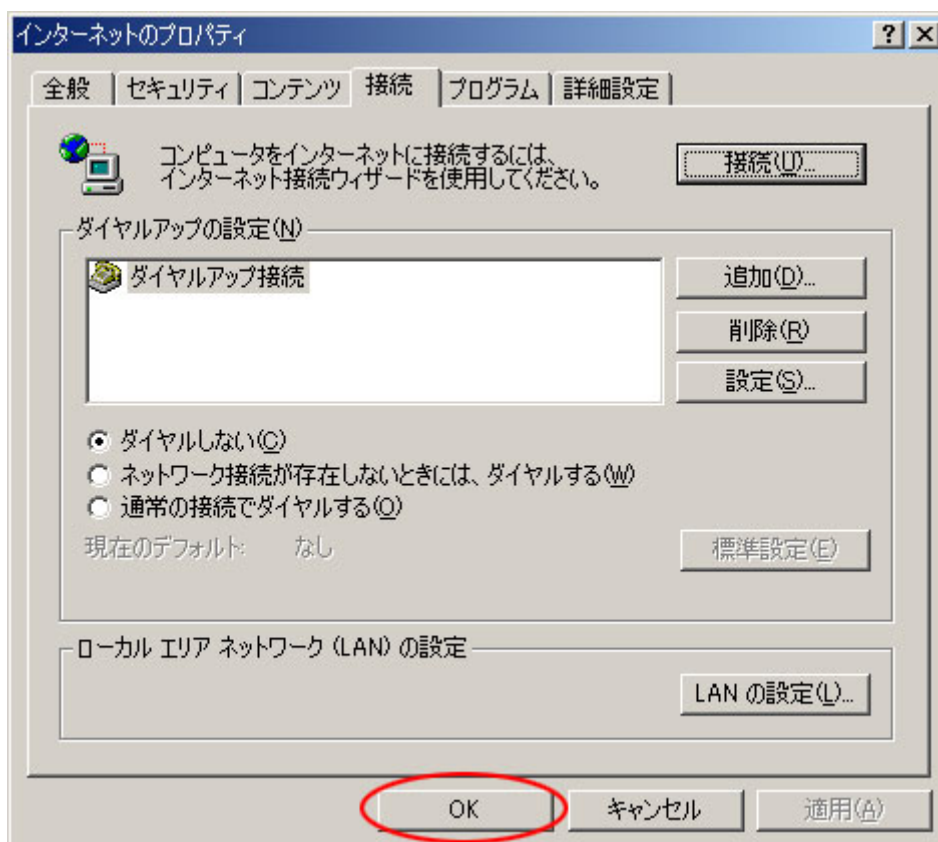 インターネットのプロパティ
全般 セキュリティ コンテンツ 接続 プログラム 詳細設定
コンピュータをインターネットに接続するには、
インターネット接続ウィザードを使用してください。
接続(U)...
ダイヤルアップの設定(N)
ダイヤルアップ接続
追加(D)...
削除(R)
設定(S)...
ダイヤルしない(C)
ネットワーク接続が存在しないときには、ダイヤルする(W)
通常の接続でダイヤルする(O)
現在のデフォルト: なし
標準設定(E)
ローカル エリア ネットワーク (LAN) の設定
LAN の設定(L)...
OK キャンセル 適用(A)